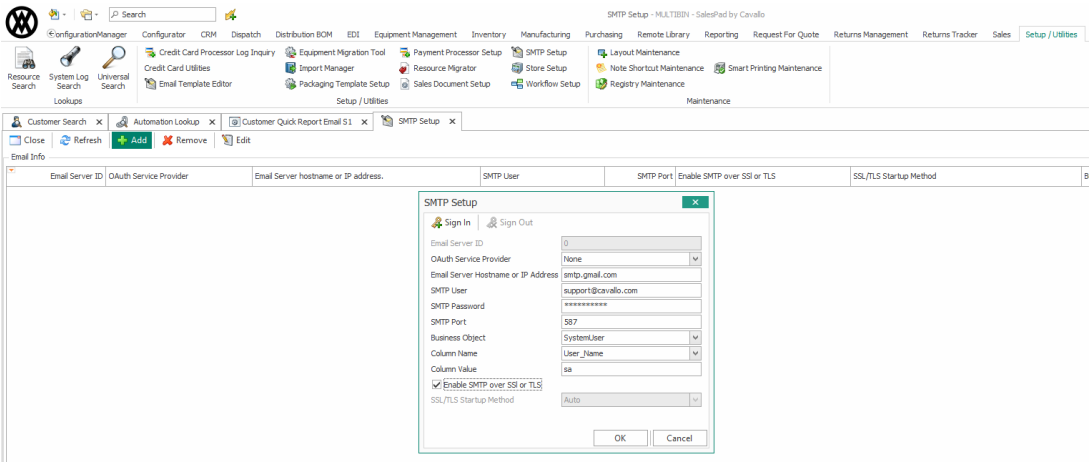 Search
SMTP Setup - MULTIBIN - SalesPad by Cavallo
ConfigurationManager Configurator CRM Dispatch Distribution BOM EDI Equipment Management Inventory Manufacturing Purchasing Remote Library Reporting Request For Quote Returns Management Returns Tracker Sales Setup / Utilities
Resource Search
System Log Search
Universal Search
Lookups
Credit Card Processor Log Inquiry Equipment Migration Tool Payment Processor Setup SMTP Setup Layout Maintenance
Credit Card Utilities Import Manager Resource Migrator Store Setup Note Shortcut Maintenance Smart Printing Maintenance
Email Template Editor Packaging Template Setup Sales Document Setup Workflow Setup Registry Maintenance
Setup / Utilities
Maintenance
Customer Search x Automation Lookup x Customer Quick Report Email S1 x SMTP Setup x
Close Refresh Add Remove Edit
Email Info
Email Server ID OAuth Service Provider Email Server hostname or IP address. SMTP User SMTP Port Enable SMTP over SSl or TLS SSL/TLS Startup Method B
SMTP Setup x
Sign In Sign Out
Email Server ID 0
OAuth Service Provider None
Email Server Hostname or IP Address smtp.gmail.com
SMTP User support@cavallo.com
SMTP Password **********
SMTP Port 587
Business Object SystemUser
Column Name User_Name
Column Value sa
Enable SMTP over SSl or TLS
SSL/TLS Startup Method Auto
OK Cancel